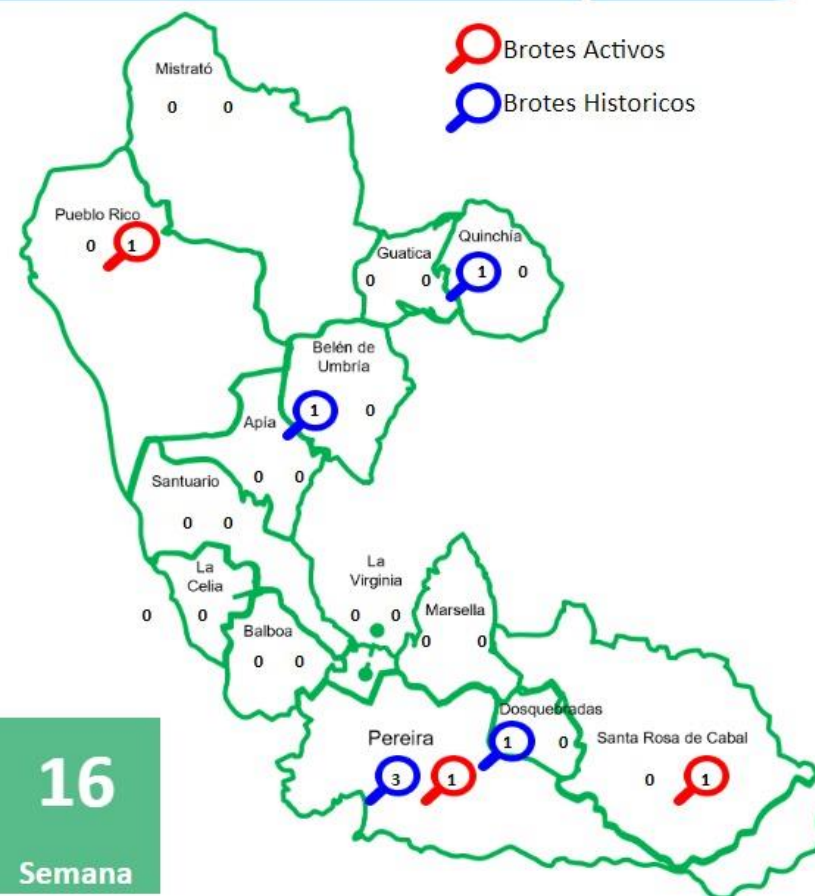 Brotes Activos
Brotes Historicos
Mistrató
0 0
Pueblo Rico
0 1
Guatica
0 0
Quinchía
1 0
Belén de
Umbría
1 0
Apía
0 0
Santuario
0 0
La
Celia
0 0
Balboa
0 0
La
Virginia
0 0
Marsella
0 0
Dosquebradas
1 0
Pereira
3 1
Santa Rosa de Cabal
0 1
16
Semana